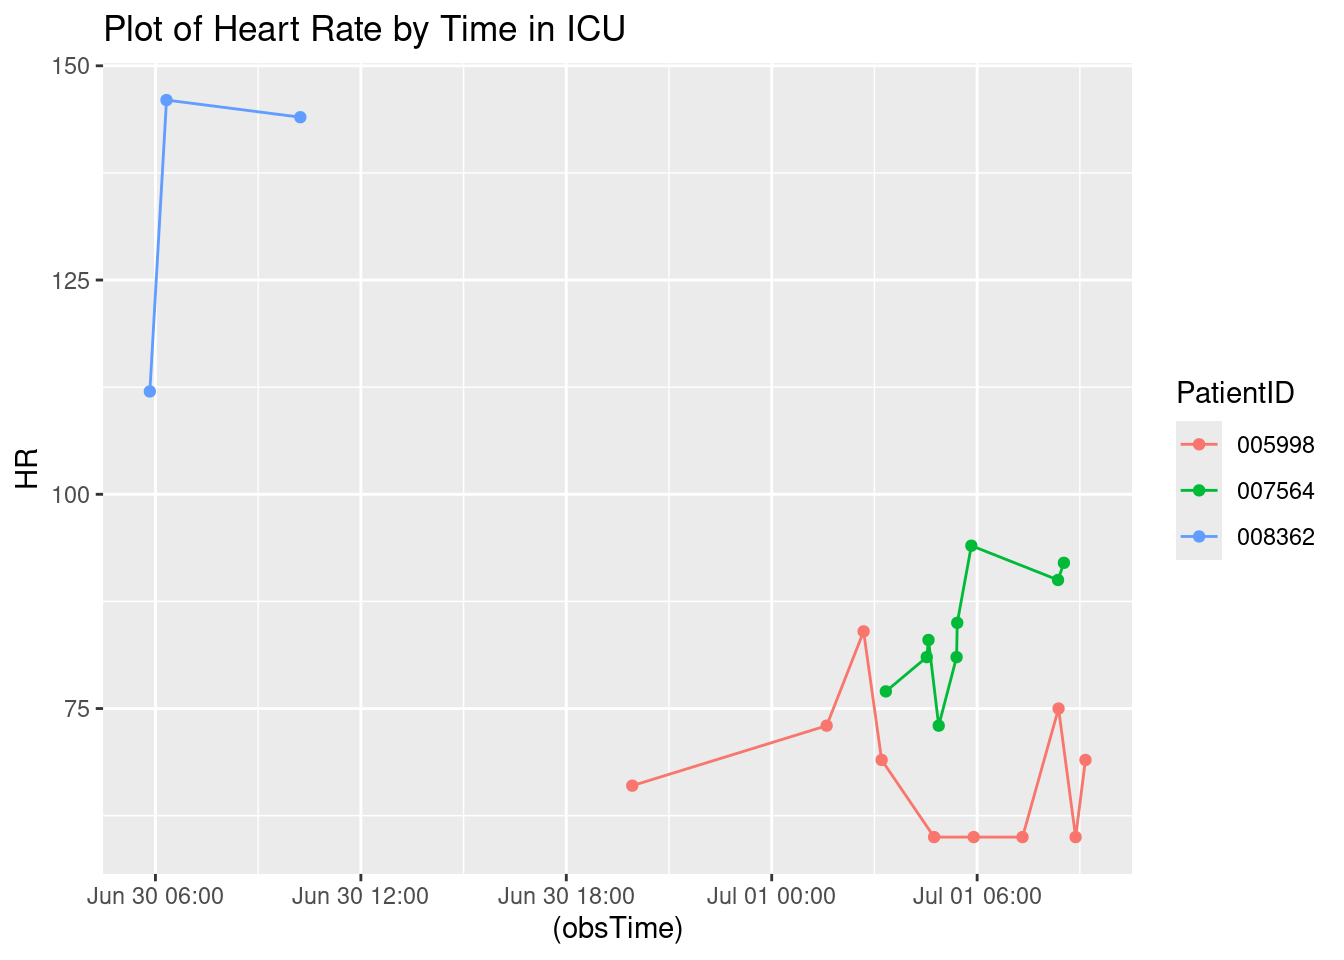 Plot of Heart Rate by Time in ICU
150
125
100
75
HR
Jun 30 06:00
Jun 30 12:00
Jun 30 18:00
Jul 01 00:00
Jul 01 06:00
(obsTime)
PatientID
005998
007564
008362